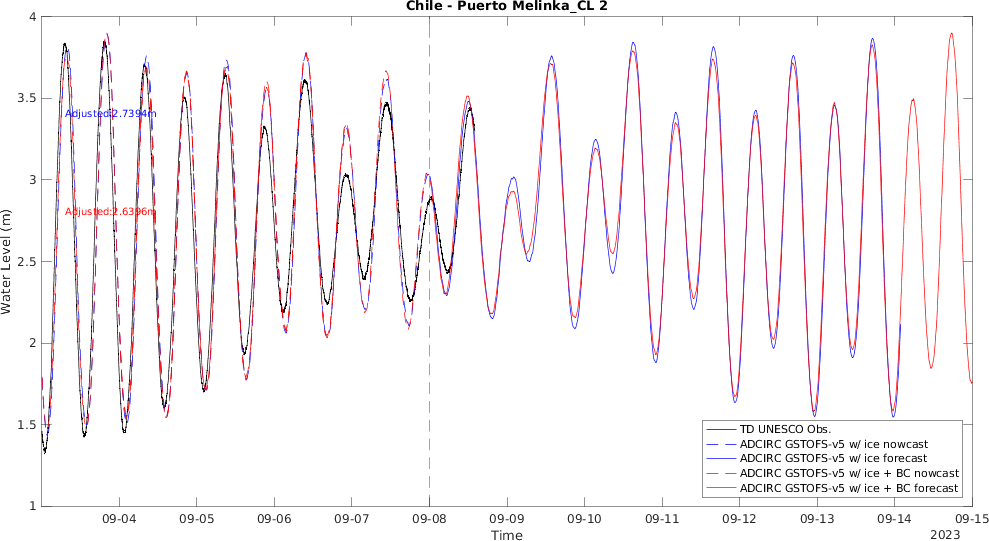 Chile - Puerto Melinka_CL 2
4
3.5
3
2.5
2
1.5
1
Water Level (m)
Adjusted:2.7394m
Adjusted:2.6396m
TD UNESCO Obs.
ADCIRC GSTOFS-v5 w/ ice nowcast
ADCIRC GSTOFS-v5 w/ ice forecast
ADCIRC GSTOFS-v5 w/ ice + BC nowcast
ADCIRC GSTOFS-v5 w/ ice + BC forecast
09-04 09-05 09-06 09-07 09-08 09-09 09-10 09-11 09-12 09-13 09-14 09-15
Time
2023